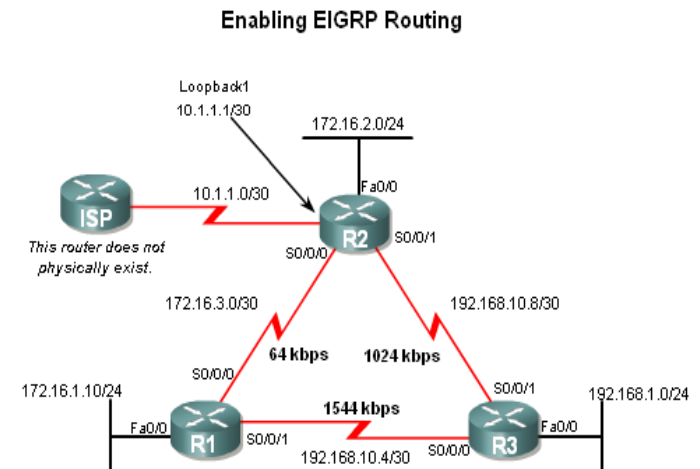 Enabling EIGRP Routing
Loopback1
10.1.1.1/30
172.16.2.0/24
10.1.1.0/30
Fa0/0
ISP
R2
S0/0/1
This router does not
physically exist.
S0/0/0
172.16.3.0/30
192.168.10.8/30
64 kbps
1024 kbps
S0/0/0
S0/0/1
172.16.1.10/24
192.168.1.0/24
1544 kbps
Fa0/0
R1
S0/0/1
S0/0/0
R3
Fa0/0
192.168.10.4/30